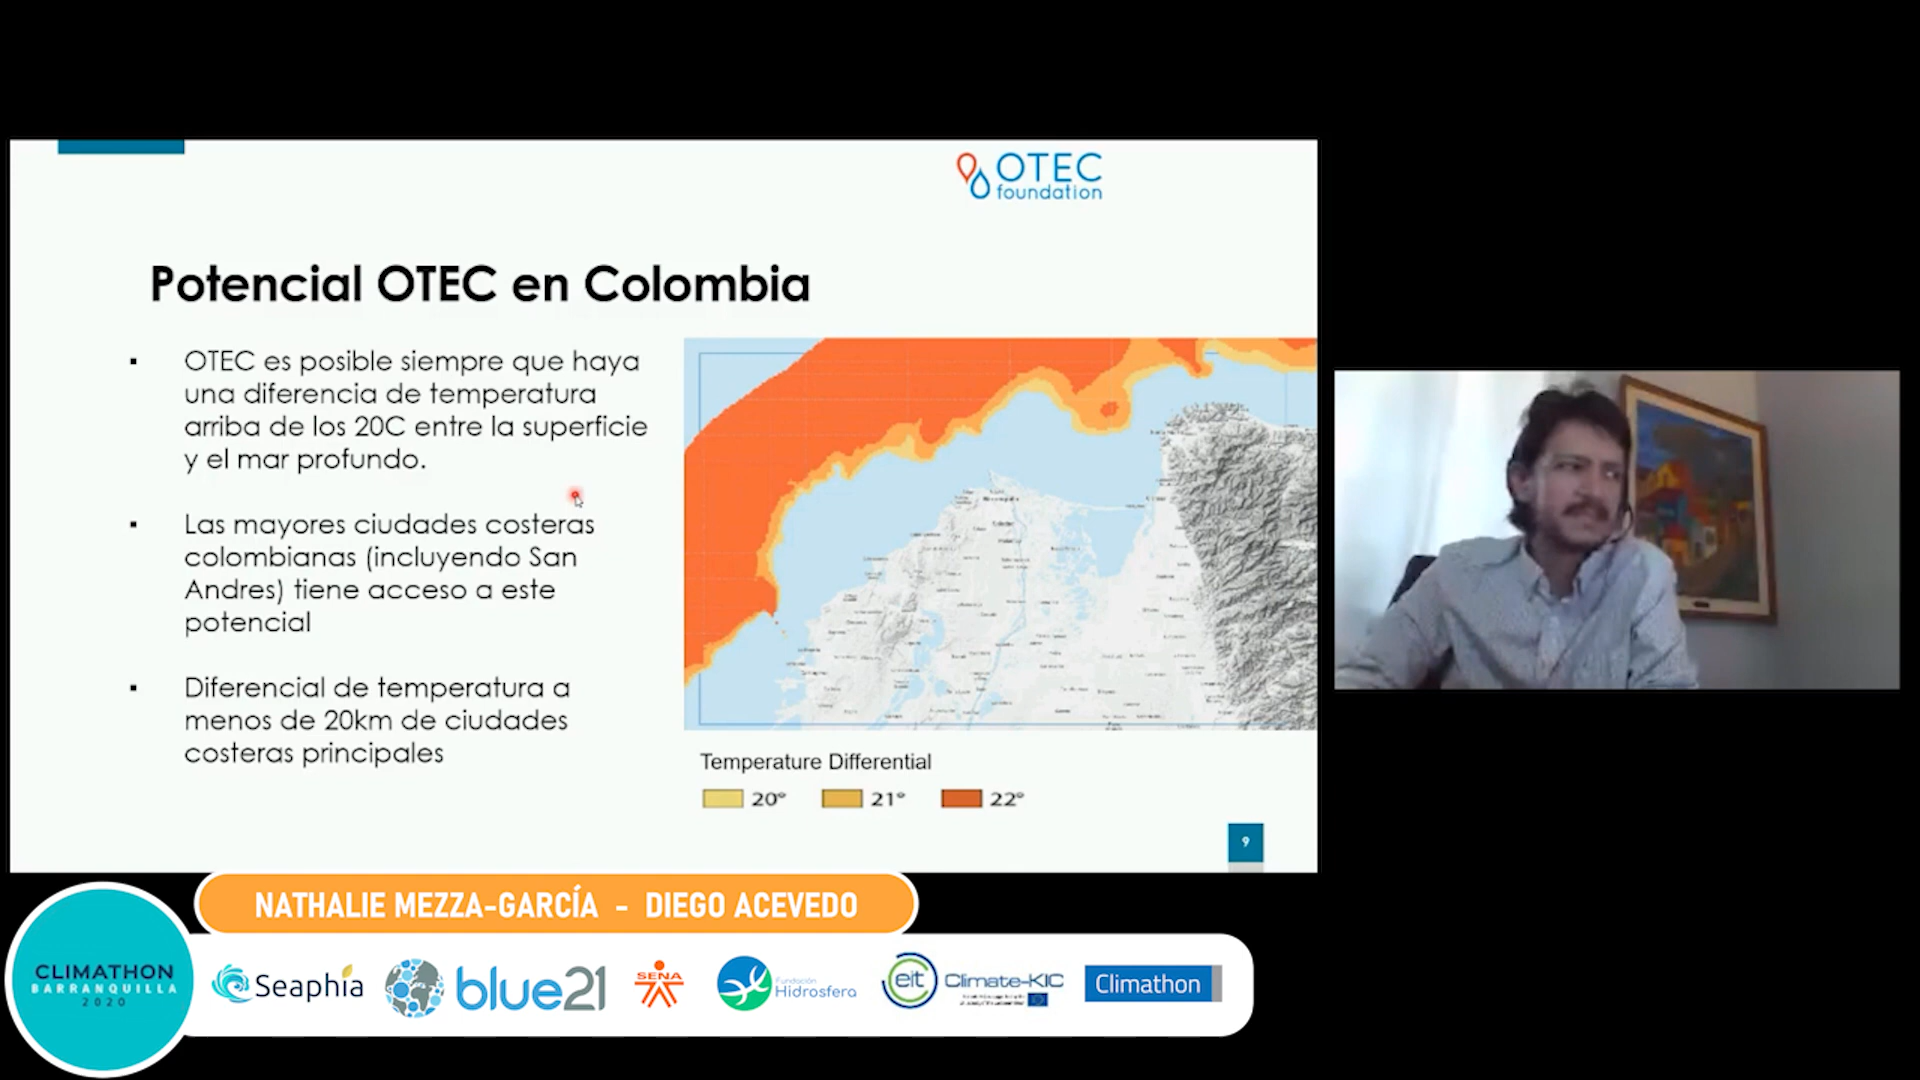 OTEC
foundation
Potencial OTEC en Colombia
▪ OTEC es posible siempre que haya
una diferencia de temperatura
arriba de los 20C entre la superficie
y el mar profundo.
▪ Las mayores ciudades costeras
colombianas (incluyendo San
Andres) tiene acceso a este
potencial
▪ Diferencial de temperatura a
menos de 20km de ciudades
costeras principales
Temperature Differential
20° 21° 22°
9
NATHALIE MEZZA-GARCÍA - DIEGO ACEVEDO
CLIMATHON
BARRANQUILLA
2020
Seaphia
blue21
SENA
Fundación
Hidrosfera
eit Climate-KIC
Climathon